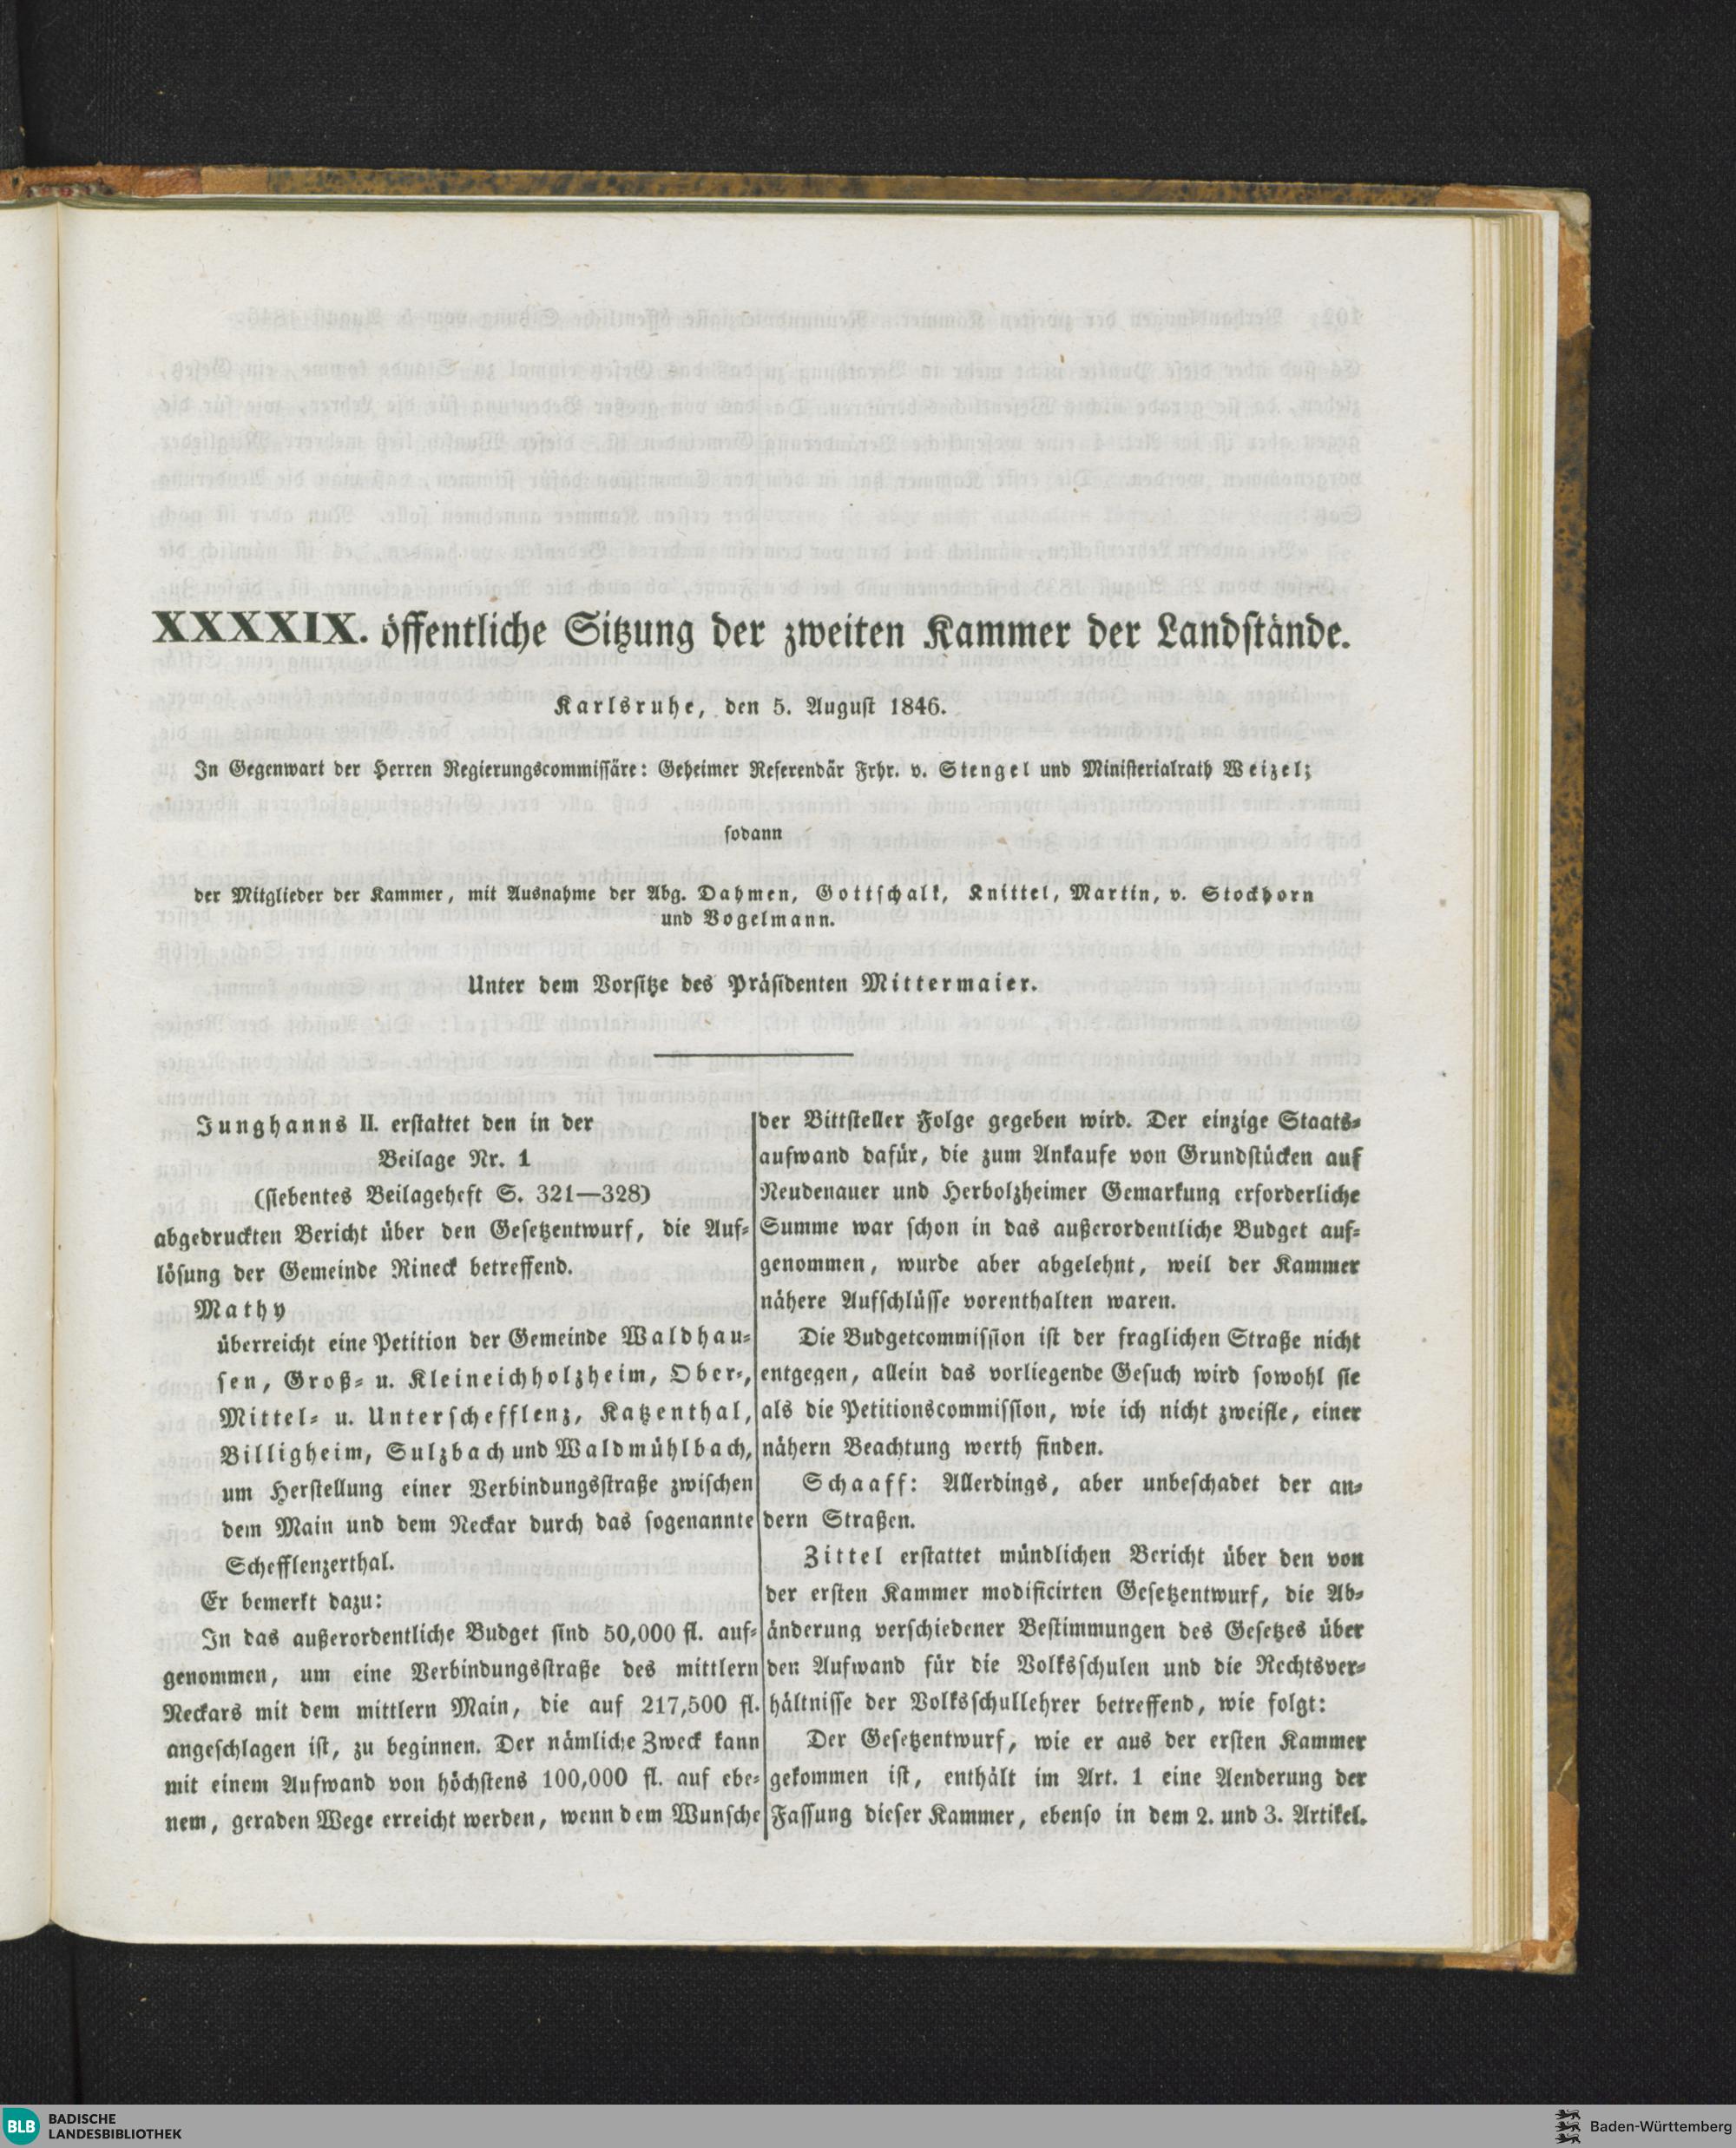 XXXXIX. öffentliche Sitzung der zweiten Kammer der Landstände.
Karlsruhe, den 5. August 1846.
In Gegenwart der Herren Regierungscommissäre: Geheimer Referendär Frhr. v. Stengel und Ministerialrath Weizel;
sodann
der Mitglieder der Kammer, mit Ausnahme der Abg. Dahmen, Gottschalk, Knittel, Martin, v. Stockhorn
und Vogelmann.
Unter dem Vorsitze des Präsidenten Mittermaier.
Junghanns II. erstattet den in der
Beilage Nr. 1
(siebentes Beilageheft S. 321—328)
abgedruckten Bericht über den Gesetzentwurf, die Auf-
lösung der Gemeinde Rineck betreffend.
Mathy
überreicht eine Petition der Gemeinde Waldhau-
sen, Groß- u. Kleineichholzheim, Ober-,
Mittel- u. Unterschefflenz, Katzenthal,
Billigheim, Sulzbach und Waldmühlbach,
um Herstellung einer Verbindungsstraße zwischen
dem Main und dem Neckar durch das sogenannte
Schefflenzerthal.
Er bemerkt dazu:
In das außerordentliche Budget sind 50,000 fl. auf-
genommen, um eine Verbindungsstraße des mittlern
Neckars mit dem mittlern Main, die auf 217,500 fl.
angeschlagen ist, zu beginnen. Der nämliche Zweck kann
mit einem Aufwand von höchstens 100,000 fl. auf ebe-
nem, geraden Wege erreicht werden, wenn dem Wunsche
der Bittsteller Folge gegeben wird. Der einzige Staats-
aufwand dafür, die zum Ankaufe von Grundstücken auf
Neudenauer und Herbolzheimer Gemarkung erforderliche
Summe war schon in das außerordentliche Budget auf-
genommen, wurde aber abgelehnt, weil der Kammer
nähere Aufschlüsse vorenthalten waren.
Die Budgetcommission ist der fraglichen Straße nicht
entgegen, allein das vorliegende Gesuch wird sowohl sie
als die Petitionscommission, wie ich nicht zweifle, einer
nähern Beachtung werth finden.
Schaaff: Allerdings, aber unbeschadet der an-
dern Straßen.
Zittel erstattet mündlichen Bericht über den von
der ersten Kammer modificirten Gesetzentwurf, die Ab-
änderung verschiedener Bestimmungen des Gesetzes über
den Aufwand für die Volksschulen und die Rechtsver-
hältnisse der Volksschullehrer betreffend, wie folgt:
Der Gesetzentwurf, wie er aus der ersten Kammer
gekommen ist, enthält im Art. 1 eine Aenderung der
Fassung dieser Kammer, ebenso in dem 2. und 3. Artikel.
BLB BADISCHE
LANDESBIBLIOTHEK
Baden-Württemberg